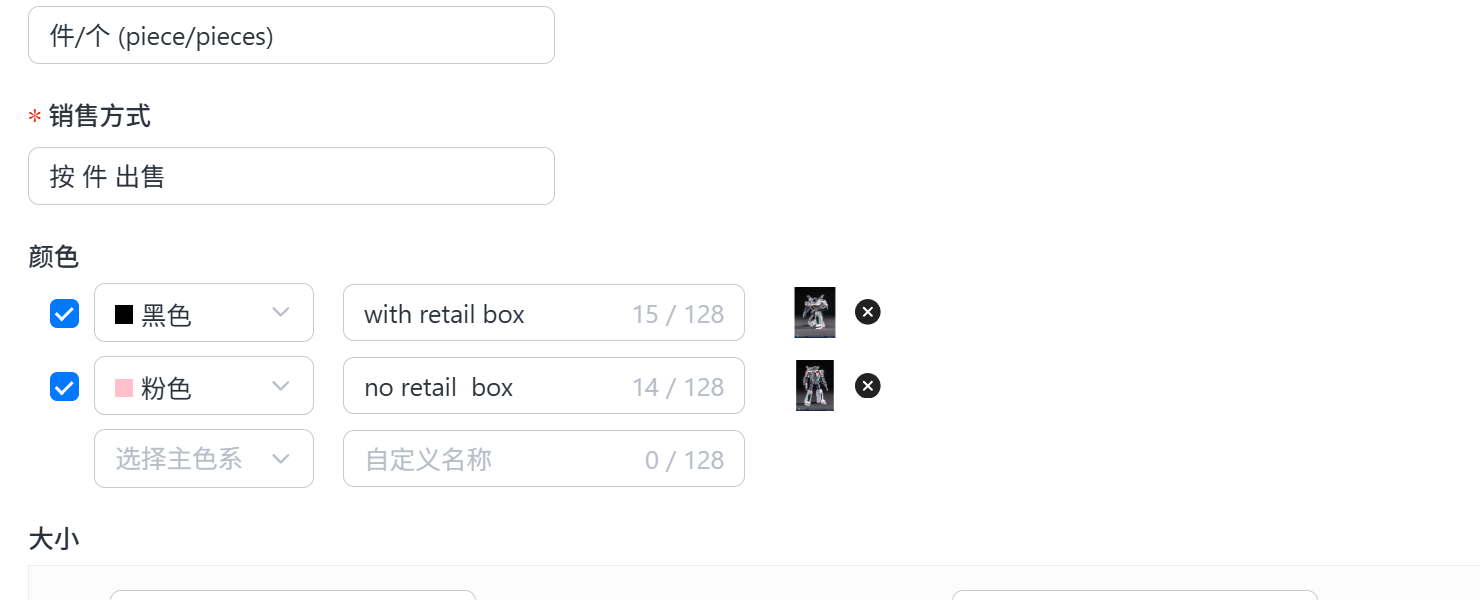 件/个 (piece/pieces)
* 销售方式
按 件 出售
颜色
黑色 with retail box 15 / 128
粉色 no retail  box 14 / 128
选择主色系 自定义名称 0 / 128
大小